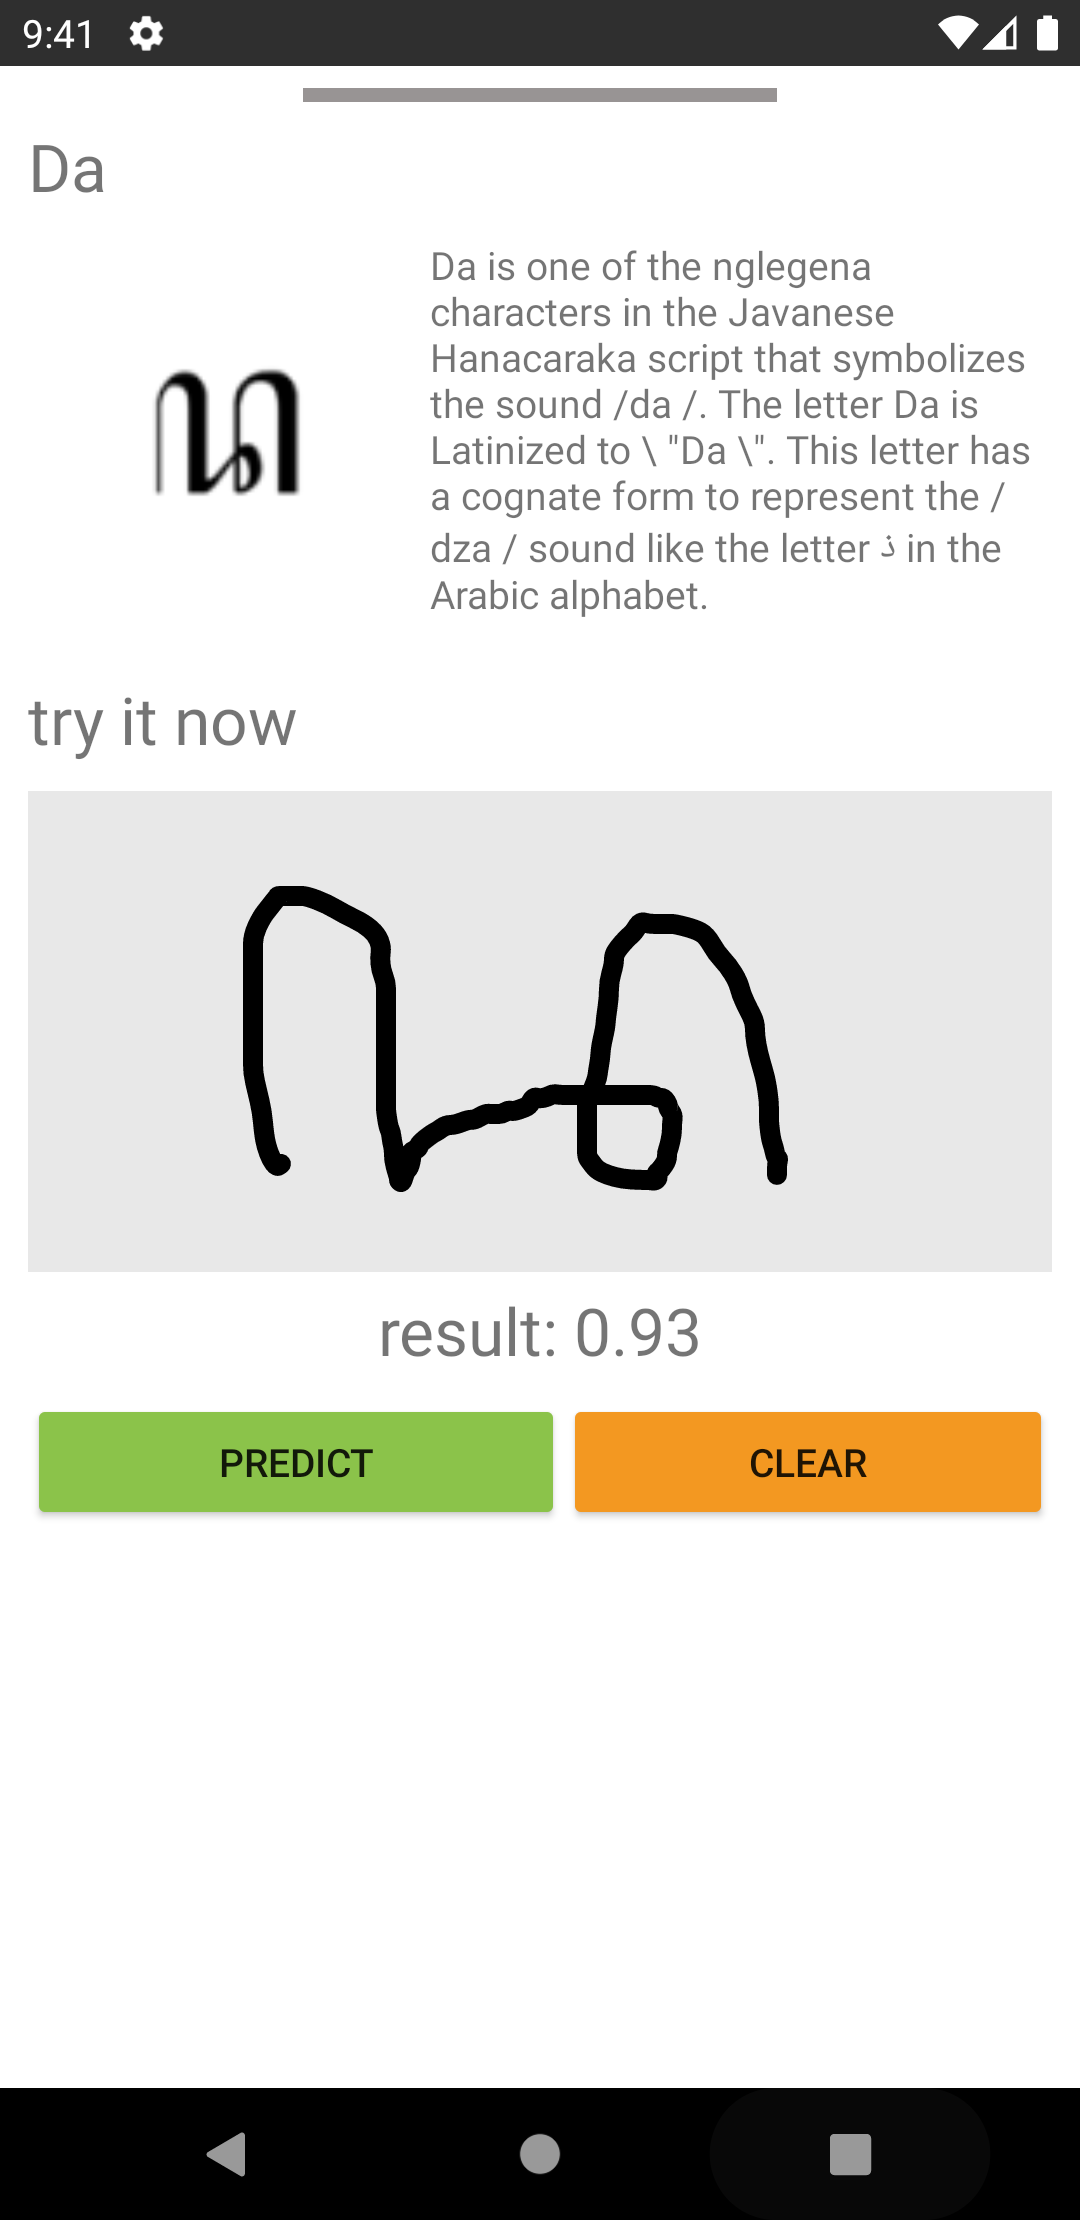 9:41
Da
ꦢ
Da is one of the nglegena
characters in the Javanese
Hanacaraka script that symbolizes
the sound /da /. The letter Da is
Latinized to \ "Da \". This letter has
a cognate form to represent the /
dza / sound like the letter ذ in the
Arabic alphabet.
try it now
ꦢ
result: 0.93
PREDICT
CLEAR